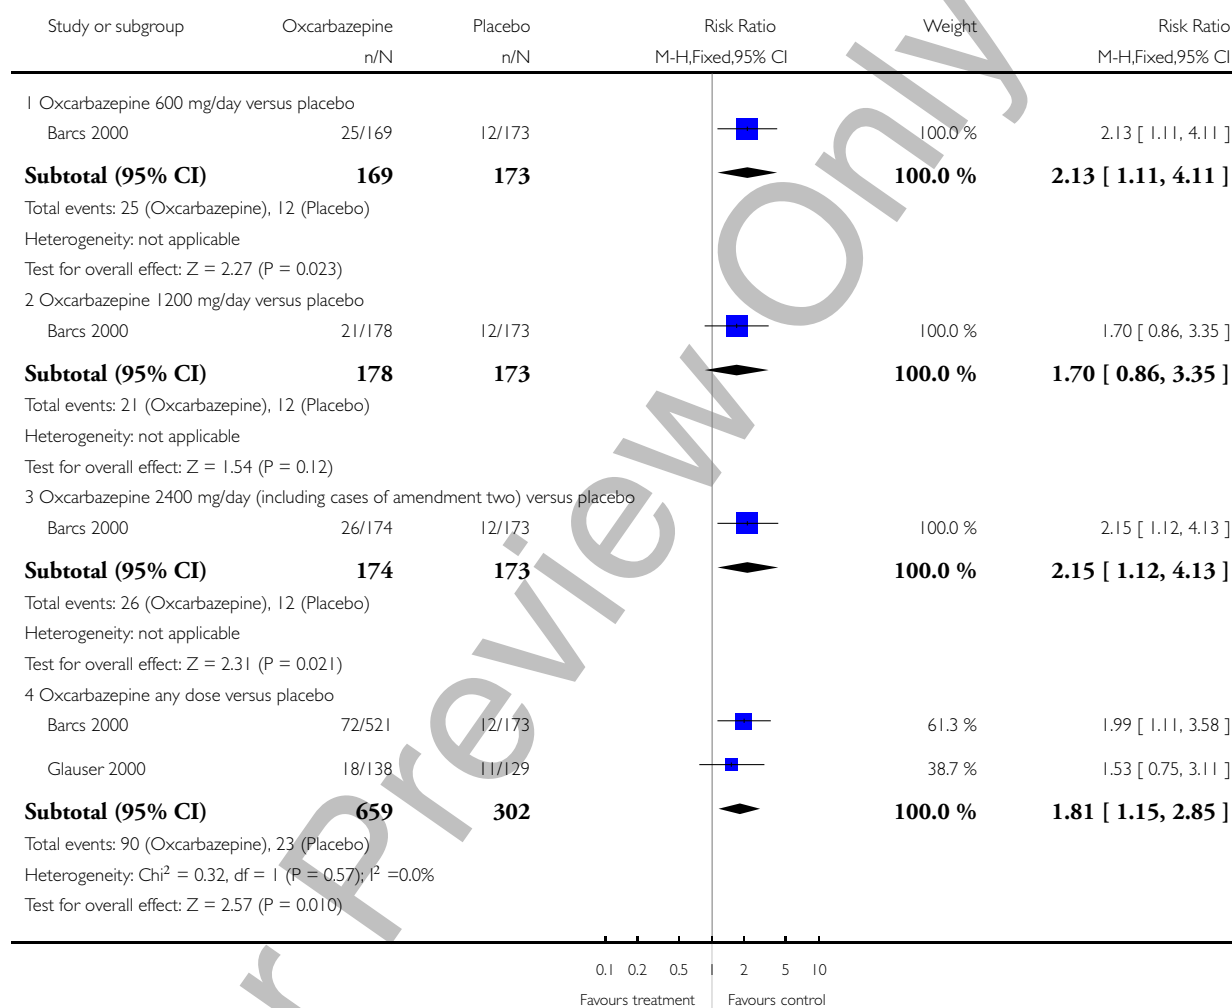 Study or subgroup Oxcarbazepine Placebo Risk Ratio Weight Risk Ratio
n/N n/N M-H,Fixed,95% CI M-H,Fixed,95% CI
1 Oxcarbazepine 600 mg/day versus placebo
Barcs 2000 25/169 12/173 100.0 % 2.13 [ 1.11, 4.11 ]
Subtotal (95% CI) 169 173 100.0 % 2.13 [ 1.11, 4.11 ]
Total events: 25 (Oxcarbazepine), 12 (Placebo)
Heterogeneity: not applicable
Test for overall effect: Z = 2.27 (P = 0.023)
2 Oxcarbazepine 1200 mg/day versus placebo
Barcs 2000 21/178 12/173 100.0 % 1.70 [ 0.86, 3.35 ]
Subtotal (95% CI) 178 173 100.0 % 1.70 [ 0.86, 3.35 ]
Total events: 21 (Oxcarbazepine), 12 (Placebo)
Heterogeneity: not applicable
Test for overall effect: Z = 1.54 (P = 0.12)
3 Oxcarbazepine 2400 mg/day (including cases of amendment two) versus placebo
Barcs 2000 26/174 12/173 100.0 % 2.15 [ 1.12, 4.13 ]
Subtotal (95% CI) 174 173 100.0 % 2.15 [ 1.12, 4.13 ]
Total events: 26 (Oxcarbazepine), 12 (Placebo)
Heterogeneity: not applicable
Test for overall effect: Z = 2.31 (P = 0.021)
4 Oxcarbazepine any dose versus placebo
Barcs 2000 72/521 12/173 61.3 % 1.99 [ 1.11, 3.58 ]
Glauser 2000 18/138 11/129 38.7 % 1.53 [ 0.75, 3.11 ]
Subtotal (95% CI) 659 302 100.0 % 1.81 [ 1.15, 2.85 ]
Total events: 90 (Oxcarbazepine), 23 (Placebo)
Heterogeneity: Chi² = 0.32, df = 1 (P = 0.57); I² =0.0%
Test for overall effect: Z = 2.57 (P = 0.010)
0.1 0.2 0.5 1 2 5 10
Favours treatment Favours control
r Preview Only